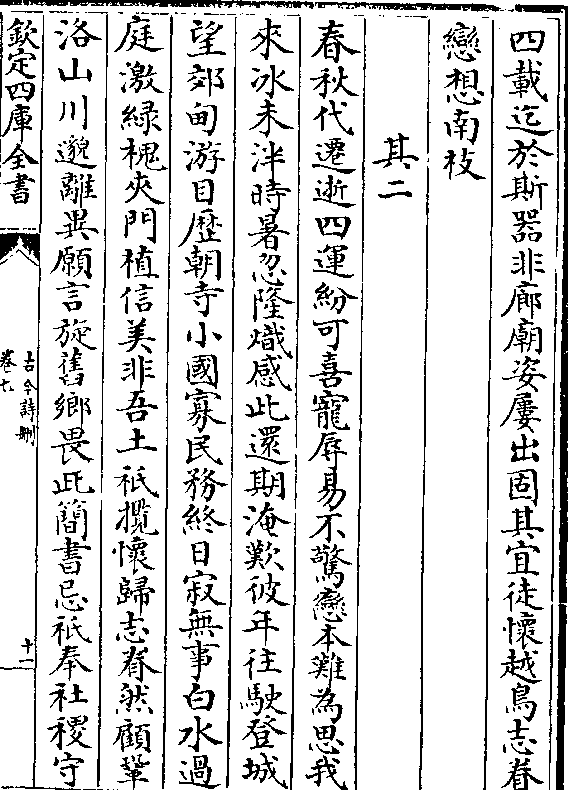 四載迄於斯器非廊廟姿屢出固其宜徒懷越鳥志眷
戀想南枝
其二
春秋代遷逝四運紛可喜寵辱易不驚戀本難為思我
來冰未泮時暑忽隆熾感此還期淹歎彼年往駛登城
望郊甸游目歷朝寺小國寡民務終日寂無事白水過
庭激緑槐夾門植信美非吾土祇攪懷歸志眷然顧鞏
洛山川邈離異願言旋舊鄉畏此簡書忌祇奉社稷守
欽定四庫全書
古今詩刪
卷七
十一